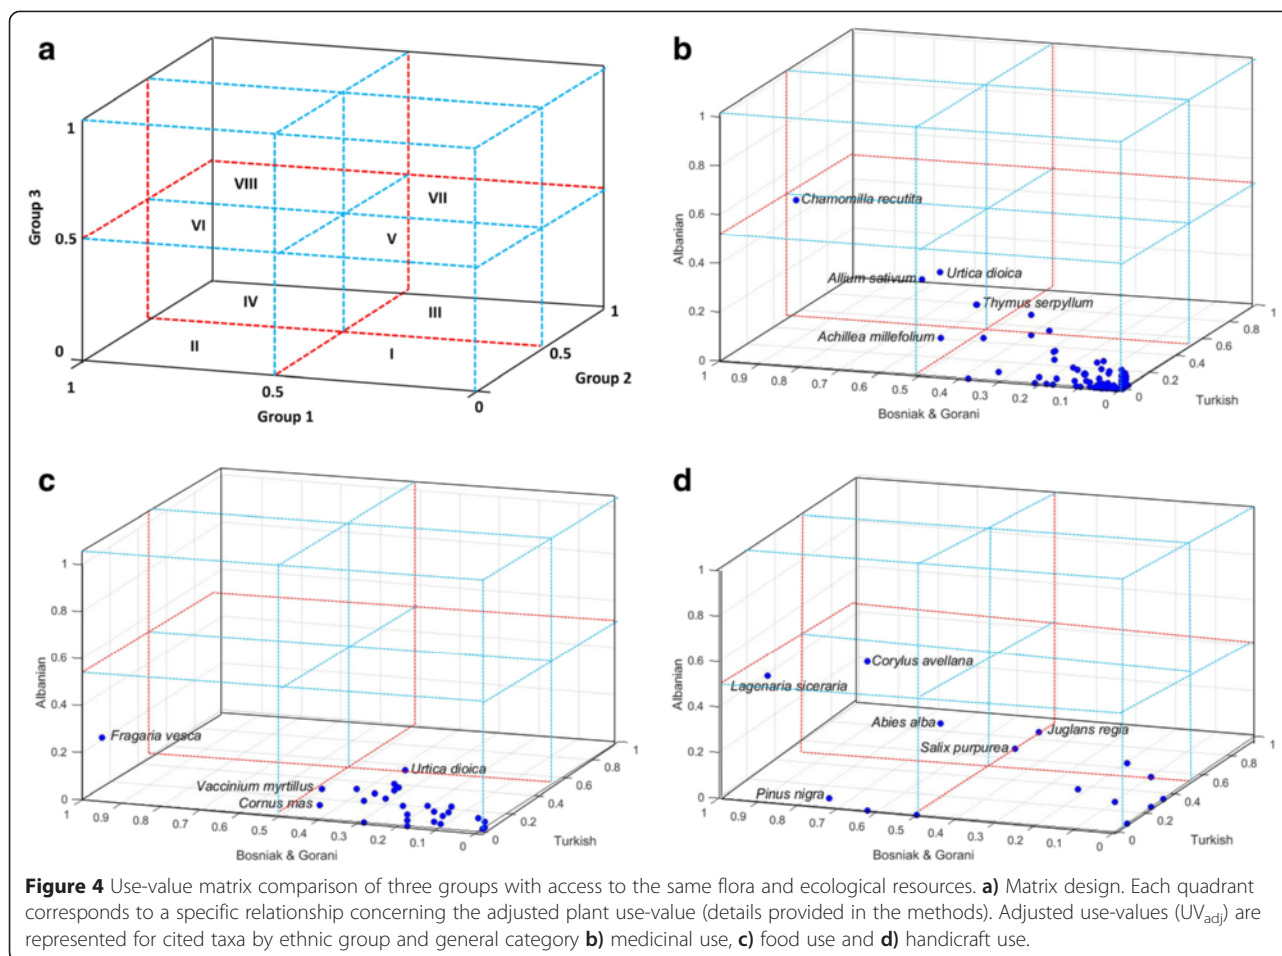 a
1
Group 3
0.5
0
1
0.5
Group 1
0
Group 2
0.5
1
VIII
VII
VI
V
IV
III
II
I
b
1
0.8
0.6
0.4
0.2
0
Albanian
Chamomilla recutita
Allium sativum
Urtica dioica
Thymus serpyllum
Achillea millefolium
1
0.9
0.8
0.7
0.6
0.5
0.4
0.3
0.2
0.1
0
Bosniak & Gorani
0
0.2
0.4
0.6
0.8
1
Turkish
c
1
0.8
0.6
0.4
0.2
0
Albanian
Fragaria vesca
Urtica dioica
Vaccinium myrtillus
Cornus mas
1
0.9
0.8
0.7
0.6
0.5
0.4
0.3
0.2
0.1
0
Bosniak & Gorani
0
0.2
0.4
0.6
0.8
1
Turkish
d
1
0.8
0.6
0.4
0.2
0
Albanian
Corylus avellana
Lagenaria siceraria
Abies alba
Juglans regia
Salix purpurea
Pinus nigra
1
0.9
0.8
0.7
0.6
0.5
0.4
0.3
0.2
0.1
0
Bosniak & Gorani
0
0.2
0.4
0.6
0.8
1
Turkish
Figure 4 Use-value matrix comparison of three groups with access to the same flora and ecological resources. a) Matrix design. Each quadrant
corresponds to a specific relationship concerning the adjusted plant use-value (details provided in the methods). Adjusted use-values (UVadj) are
represented for cited taxa by ethnic group and general category b) medicinal use, c) food use and d) handicraft use.